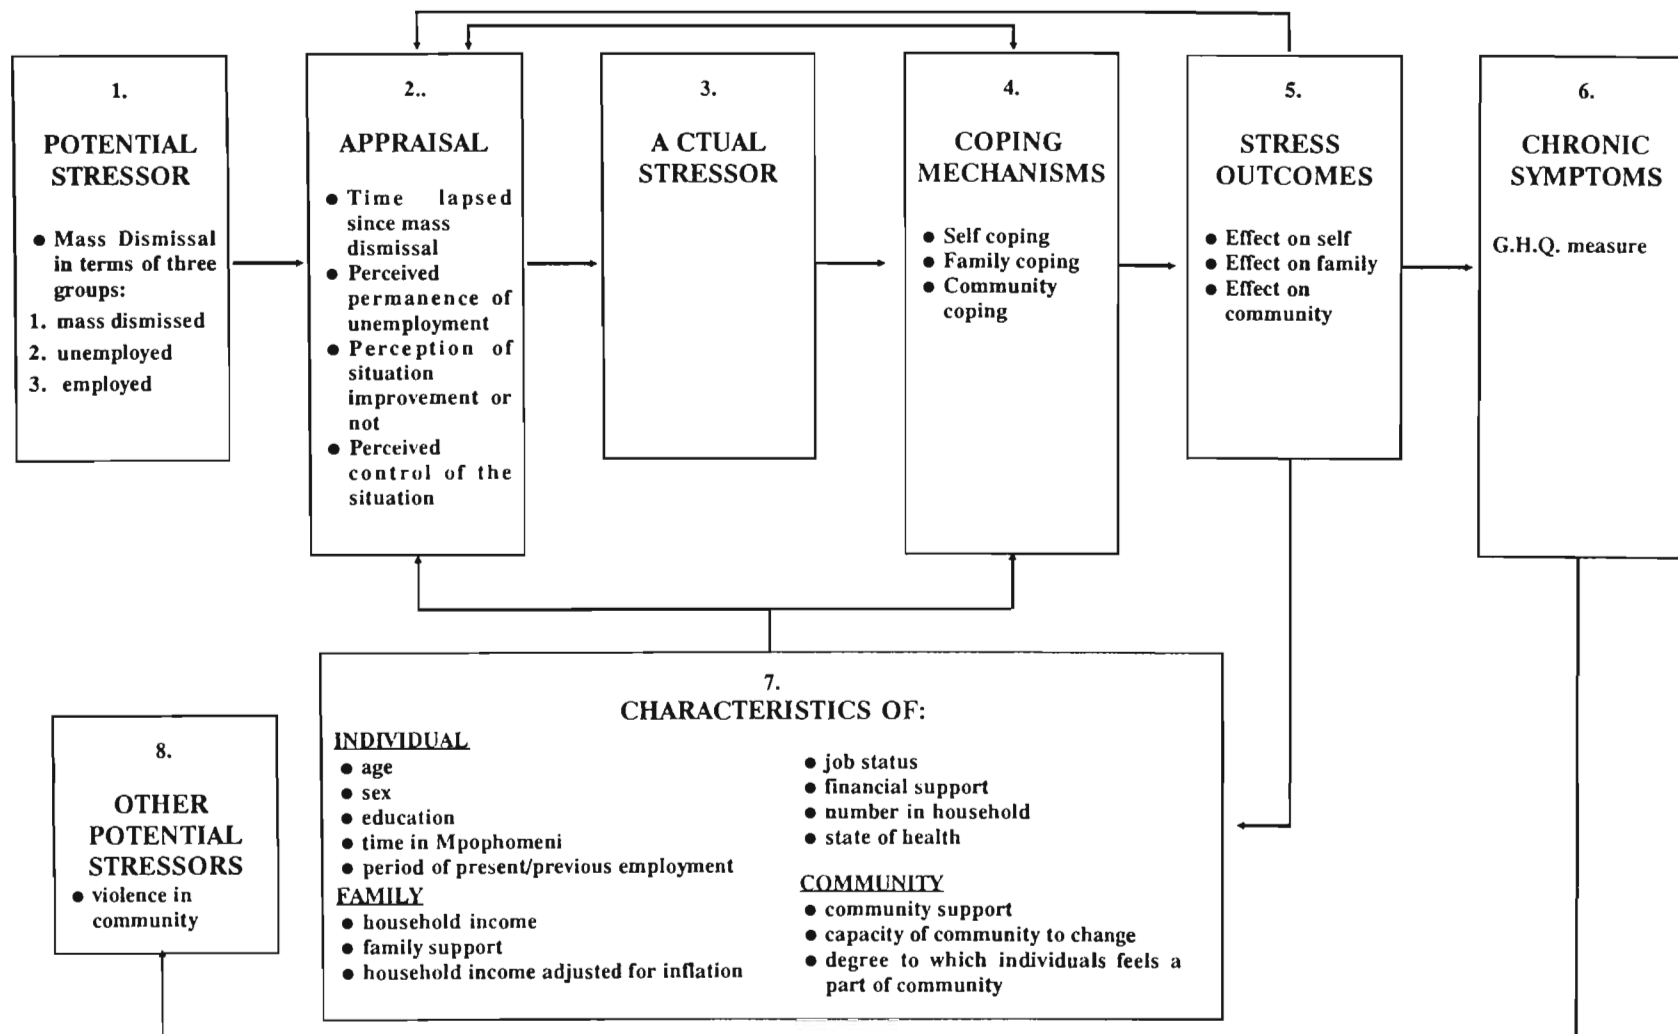 1.
POTENTIAL
STRESSOR
● Mass Dismissal
in terms of three
groups:
1. mass dismissed
2. unemployed
3. employed
2..
APPRAISAL
● Time lapsed
since mass
dismissal
● Perceived
permanence of
unemployment
● Perception of
situation
improvement or
not
● Perceived
control of the
situation
3.
A CTUAL
STRESSOR
4.
COPING
MECHANISMS
● Self coping
● Family coping
● Community
coping
5.
STRESS
OUTCOMES
● Effect on self
● Effect on family
● Effect on
community
6.
CHRONIC
SYMPTOMS
G.H.Q. measure
7.
CHARACTERISTICS OF:
INDIVIDUAL
● age
● sex
● education
● time in Mpophomeni
● period of present/previous employment
FAMILY
● household income
● family support
● household income adjusted for inflation
● job status
● financial support
● number in household
● state of health
COMMUNITY
● community support
● capacity of community to change
● degree to which individuals feels a
part of community
8.
OTHER
POTENTIAL
STRESSORS
● violence in
community